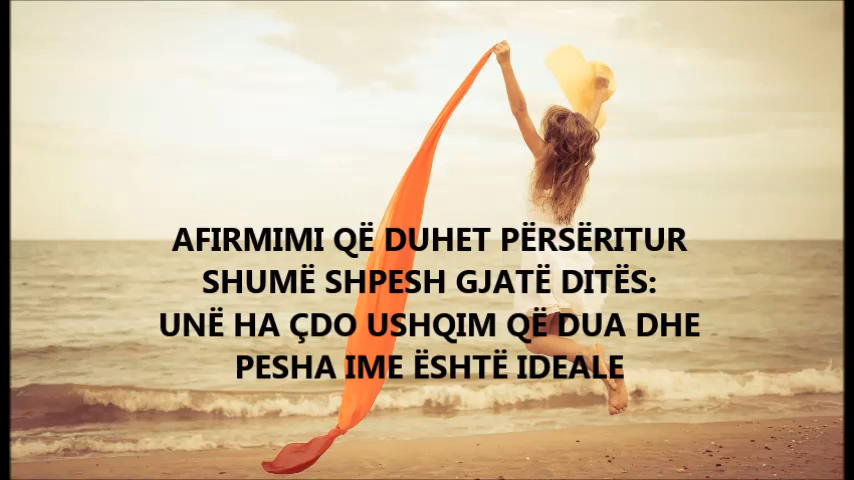 AFIRMIMI QË DUHET PËRSËRITUR
SHUMË SHPESH GJATË DITËS:
UNË HA ÇDO USHQIM QË DUA DHE
PESHA IME ËSHTË IDEALE